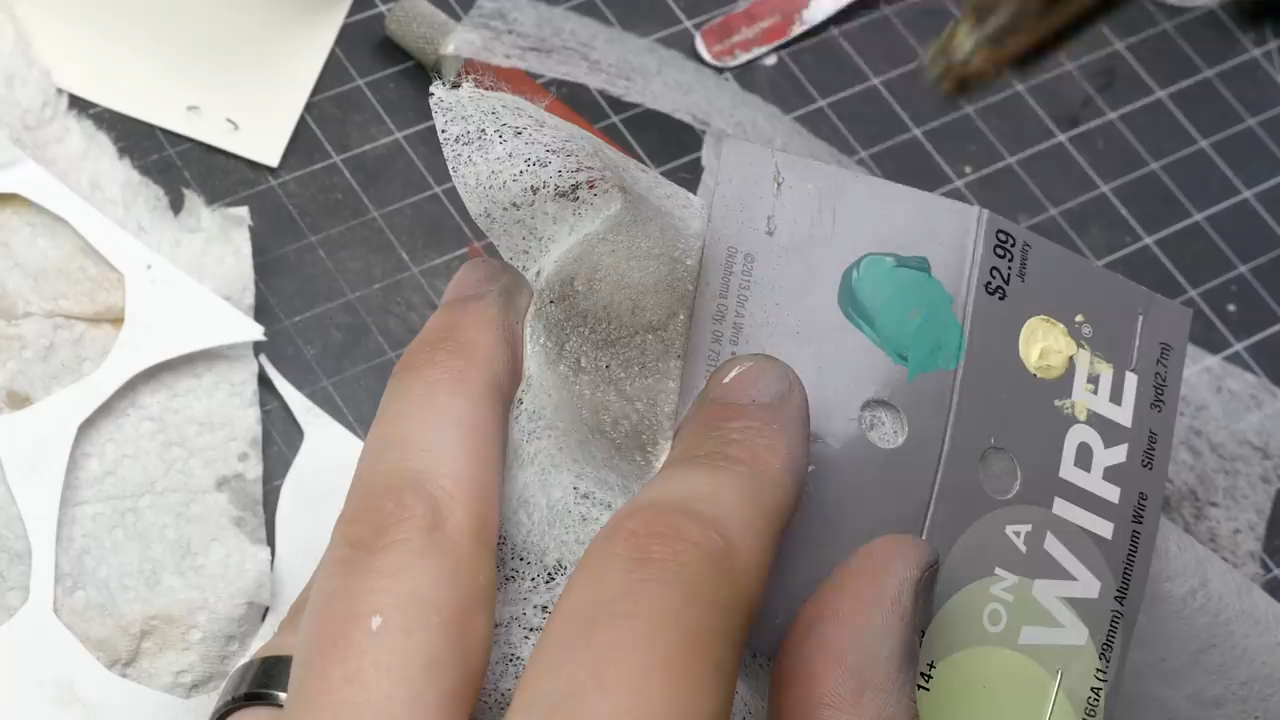 $2.99
Jewelry
©2013 On A Wire •
Oklahoma City, OK 731
ON A
WIRE®
Silver 3yd(2.7m)
16GA (1.29mm) Aluminum Wire
14+